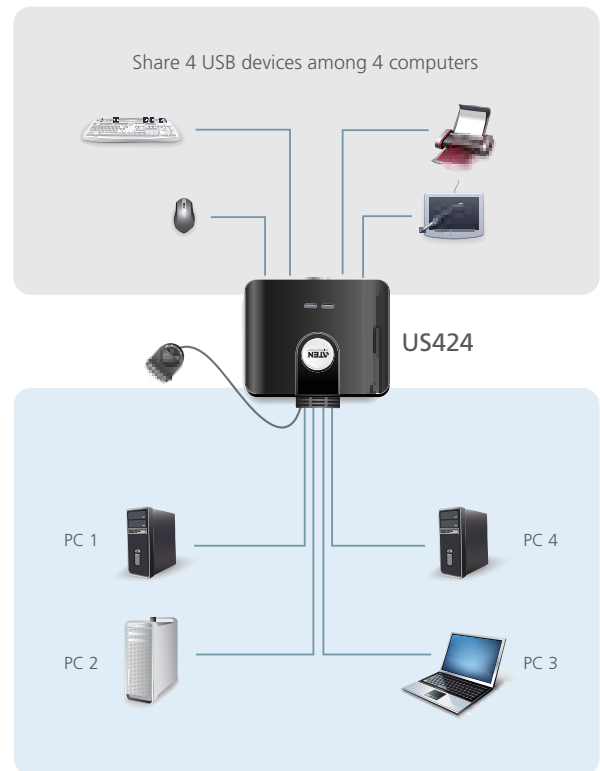 Share 4 USB devices among 4 computers
US424
ATEN
PC 1
PC 4
PC 2
PC 3